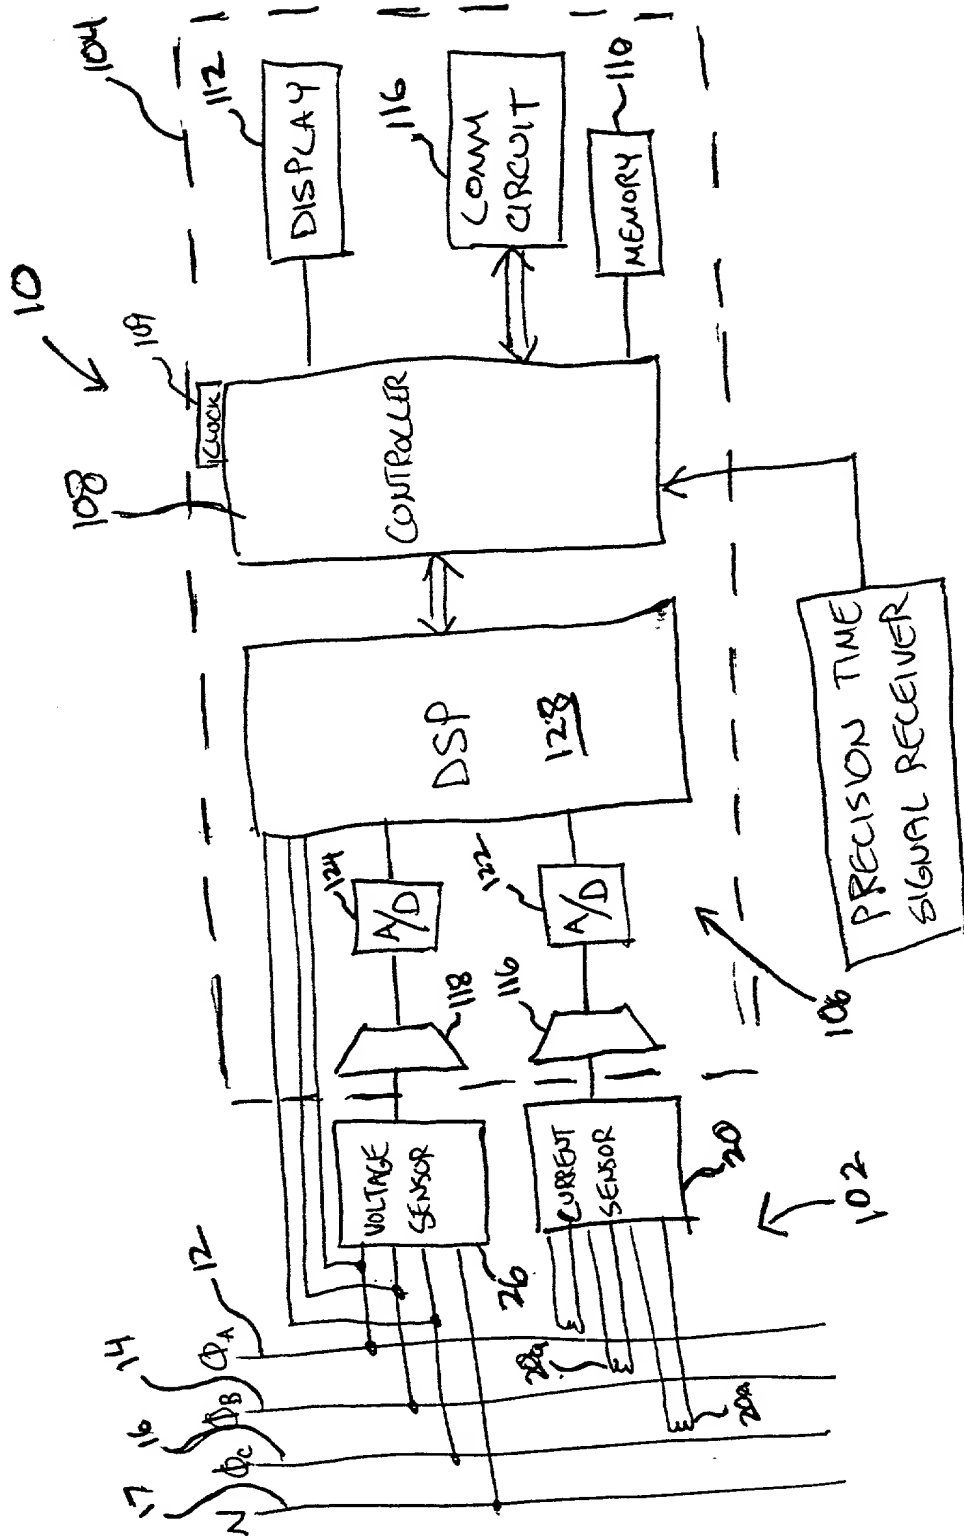 10
104
112
DISPLAY
116
COMM
CIRCUIT
110
MEMORY
109
CLOCK
108
CONTROLLER
DSP
128
PRECISION TIME
SIGNAL RECEIVER
124
A/D
122
A/D
118
116
106
VOLTAGE
SENSOR
26
CURRENT
SENSOR
20
102
12
ΦA
14
ΦB
16
ΦC
17
N
20a
20a